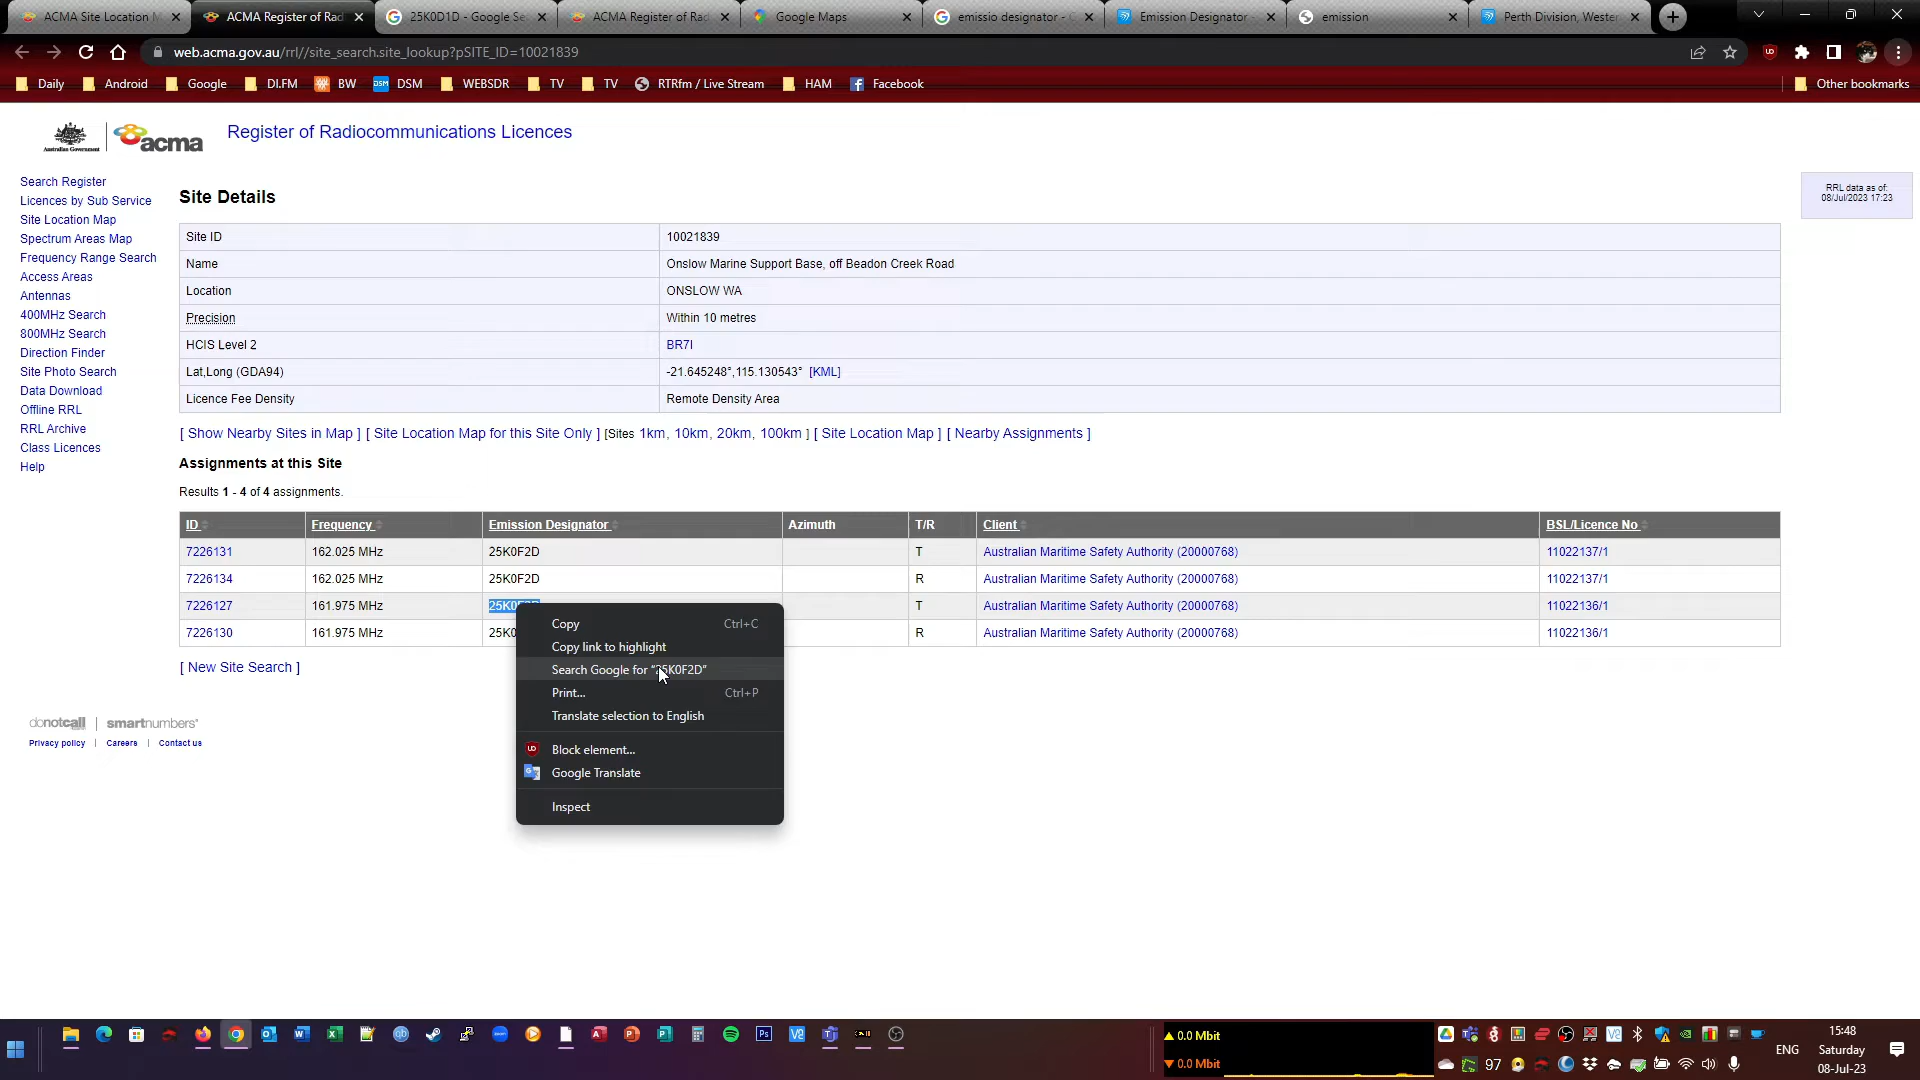 ACMA Site Location M
ACMA Register of Rad
25K0D1D - Google Se
ACMA Register of Rad
Google Maps
emissio designator - G
Emission Designator -
emission
Perth Division, Wester
web.acma.gov.au/rrl//site_search.site_lookup?pSITE_ID=10021839
Daily
Android
Google
DI.FM
BW
DSM
WEBSDR
TV
TV
RTRfm / Live Stream
HAM
Facebook
Other bookmarks
Australian Government
acma
Register of Radiocommunications Licences
Search Register
Licences by Sub Service
Site Location Map
Spectrum Areas Map
Frequency Range Search
Access Areas
Antennas
400MHz Search
800MHz Search
Direction Finder
Site Photo Search
Data Download
Offline RRL
RRL Archive
Class Licences
Help
RRL data as of:
08/Jul/2023 17:23
Site Details
Site ID 10021839
Name Onslow Marine Support Base, off Beadon Creek Road
Location ONSLOW WA
Precision Within 10 metres
HCIS Level 2 BR7I
Lat,Long (GDA94) -21.645248°,115.130543° [KML]
Licence Fee Density Remote Density Area
[ Show Nearby Sites in Map ] [ Site Location Map for this Site Only ] [Sites 1km, 10km, 20km, 100km ] [ Site Location Map ] [ Nearby Assignments ]
Assignments at this Site
Results 1 - 4 of 4 assignments.
ID Frequency Emission Designator Azimuth T/R Client BSL/Licence No
7226131 162.025 MHz 25K0F2D T Australian Maritime Safety Authority (20000768) 11022137/1
7226134 162.025 MHz 25K0F2D R Australian Maritime Safety Authority (20000768) 11022137/1
7226127 161.975 MHz 25K0F2D T Australian Maritime Safety Authority (20000768) 11022136/1
7226130 161.975 MHz 25K0 R Australian Maritime Safety Authority (20000768) 11022136/1
Copy Ctrl+C
Copy link to highlight
Search Google for "25K0F2D"
Print... Ctrl+P
Translate selection to English
Block element...
Google Translate
Inspect
[ New Site Search ]
donotcall
smartnumbers
Privacy policy
Careers
Contact us
0.0 Mbit
0.0 Mbit
97
ENG
15:48
Saturday
08-Jul-23